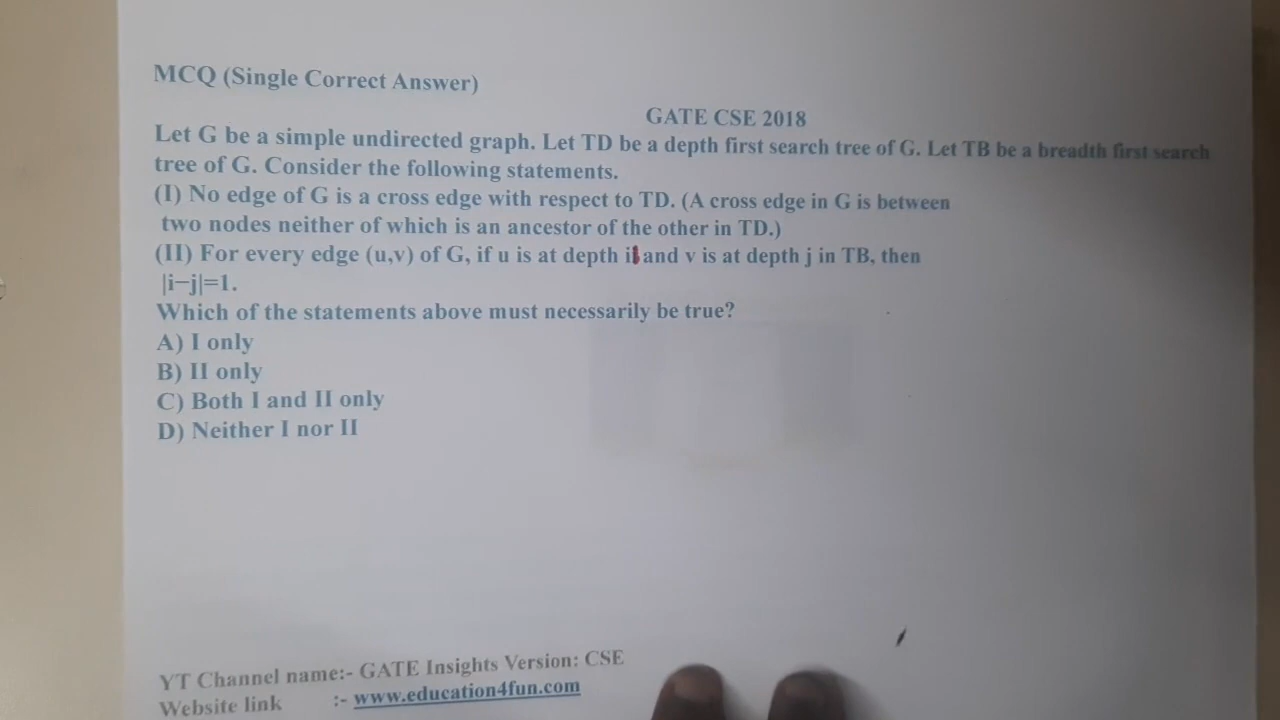 MCQ (Single Correct Answer)
GATE CSE 2018
Let G be a simple undirected graph. Let TD be a depth first search tree of G. Let TB be a breadth first search
tree of G. Consider the following statements.
(I) No edge of G is a cross edge with respect to TD. (A cross edge in G is between
two nodes neither of which is an ancestor of the other in TD.)
(II) For every edge (u,v) of G, if u is at depth i and v is at depth j in TB, then
|i−j|=1.
Which of the statements above must necessarily be true?
A) I only
B) II only
C) Both I and II only
D) Neither I nor II
YT Channel name:- GATE Insights Version: CSE
Website link :- www.education4fun.com